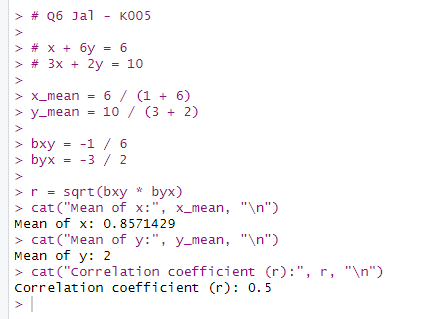 > # Q6 Jal - K005
>
> # x + 6y = 6
> # 3x + 2y = 10
>
> x_mean = 6 / (1 + 6)
> y_mean = 10 / (3 + 2)
>
> bxy = -1 / 6
> byx = -3 / 2
>
> r = sqrt(bxy * byx)
> cat("Mean of x:", x_mean, "\n")
Mean of x: 0.8571429
> cat("Mean of y:", y_mean, "\n")
Mean of y: 2
> cat("Correlation coefficient (r):", r, "\n")
Correlation coefficient (r): 0.5
>